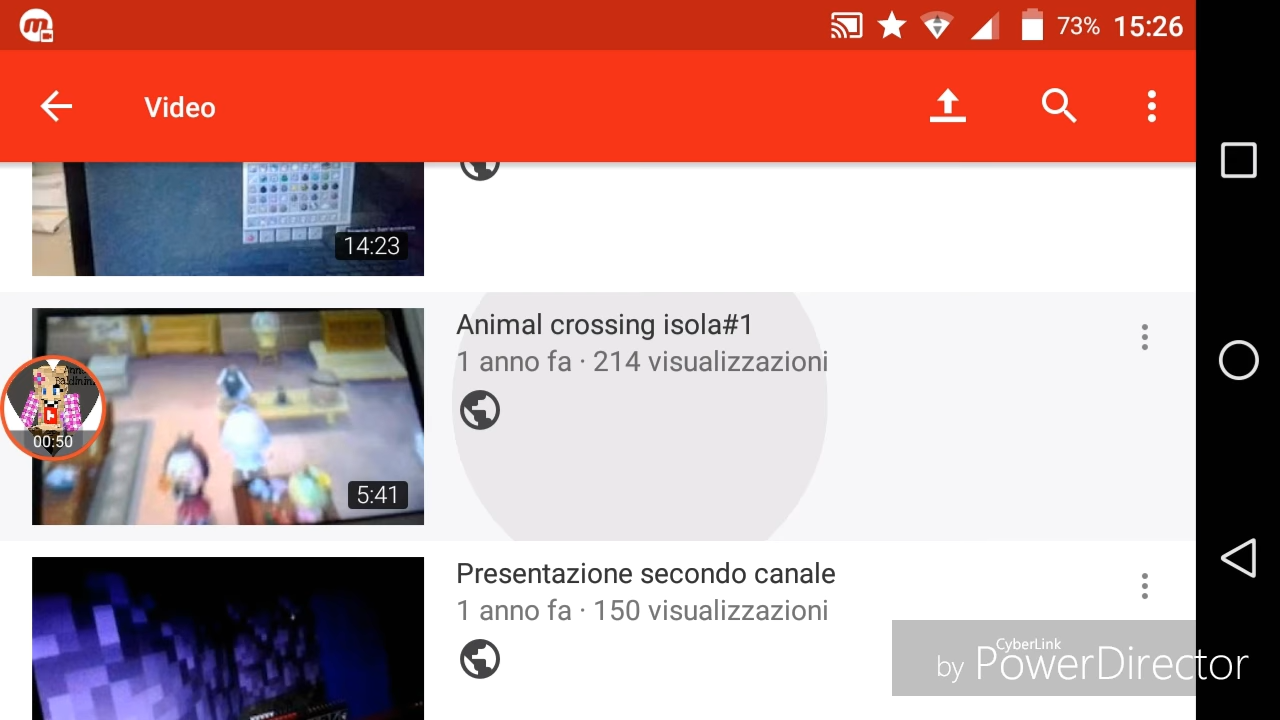 73% 15:26
Video
14:23
Animal crossing isola#1
1 anno fa · 214 visualizzazioni
00:50
5:41
Presentazione secondo canale
1 anno fa · 150 visualizzazioni
CyberLink
by PowerDirector